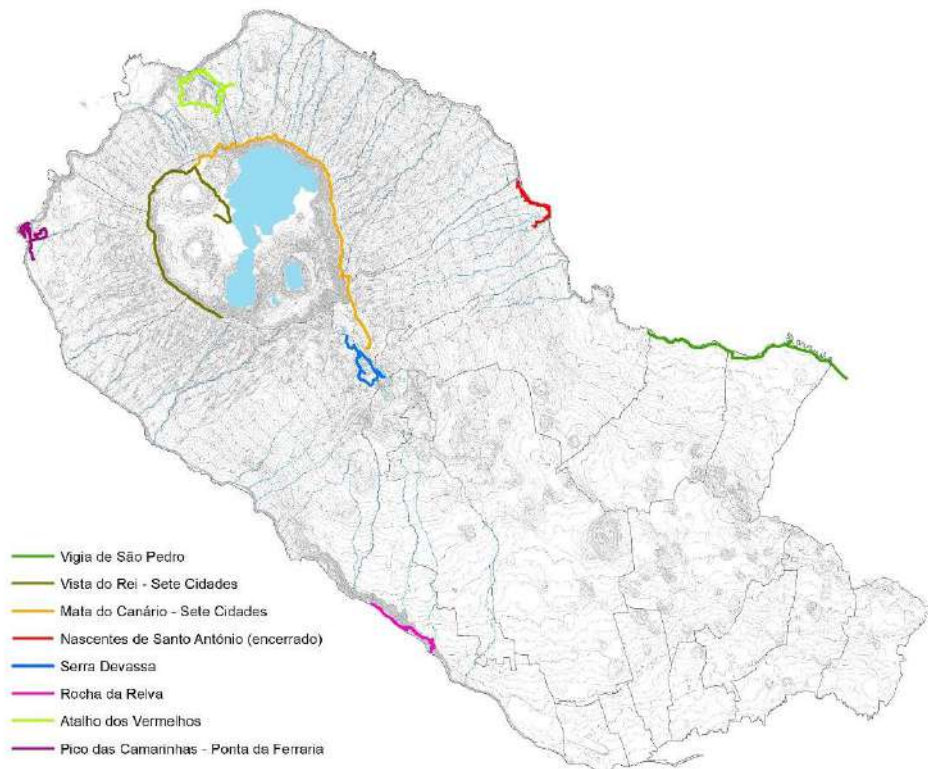 Vigia de São Pedro
Vista do Rei - Sete Cidades
Mata do Canário - Sete Cidades
Nascentes de Santo António (encerrado)
Serra Devassa
Rocha da Relva
Atalho dos Vermelhos
Pico das Camarinhas - Ponta da Ferraria